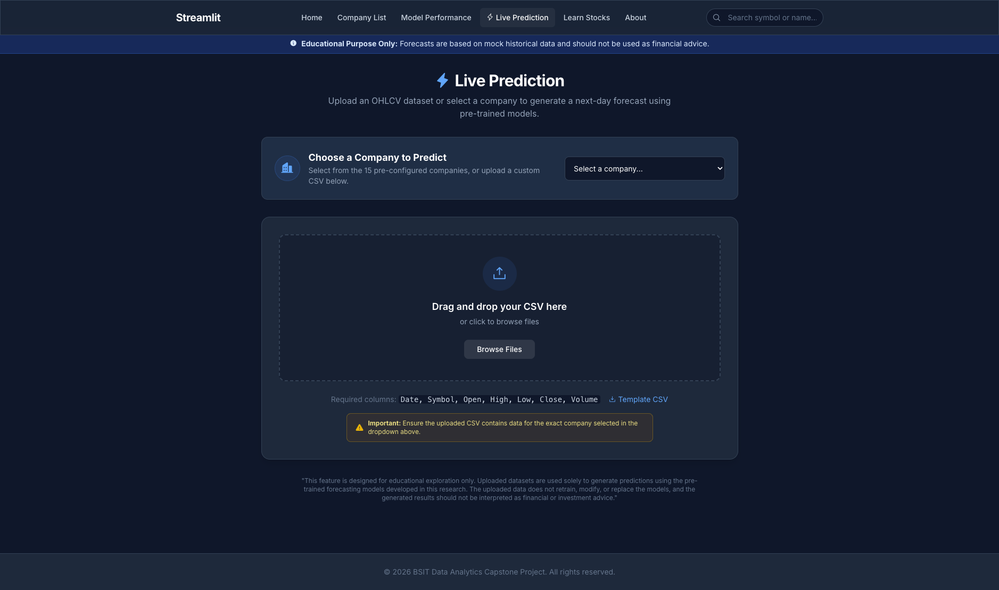 Streamlit
Home
Company List
Model Performance
Live Prediction
Learn Stocks
About
Search symbol or name...
Educational Purpose Only: Forecasts are based on mock historical data and should not be used as financial advice.
Live Prediction
Upload an OHLCV dataset or select a company to generate a next-day forecast using
pre-trained models.
Choose a Company to Predict
Select from the 15 pre-configured companies, or upload a custom
CSV below.
Select a company...
Drag and drop your CSV here
or click to browse files
Browse Files
Required columns: Date, Symbol, Open, High, Low, Close, Volume
Template CSV
Important: Ensure the uploaded CSV contains data for the exact company selected in the
dropdown above.
"This feature is designed for educational exploration only. Uploaded datasets are used solely to generate predictions using the pre-
trained forecasting models developed in this research. The uploaded data does not retrain, modify, or replace the models, and the
generated results should not be interpreted as financial or investment advice."
© 2026 BSIT Data Analytics Capstone Project. All rights reserved.